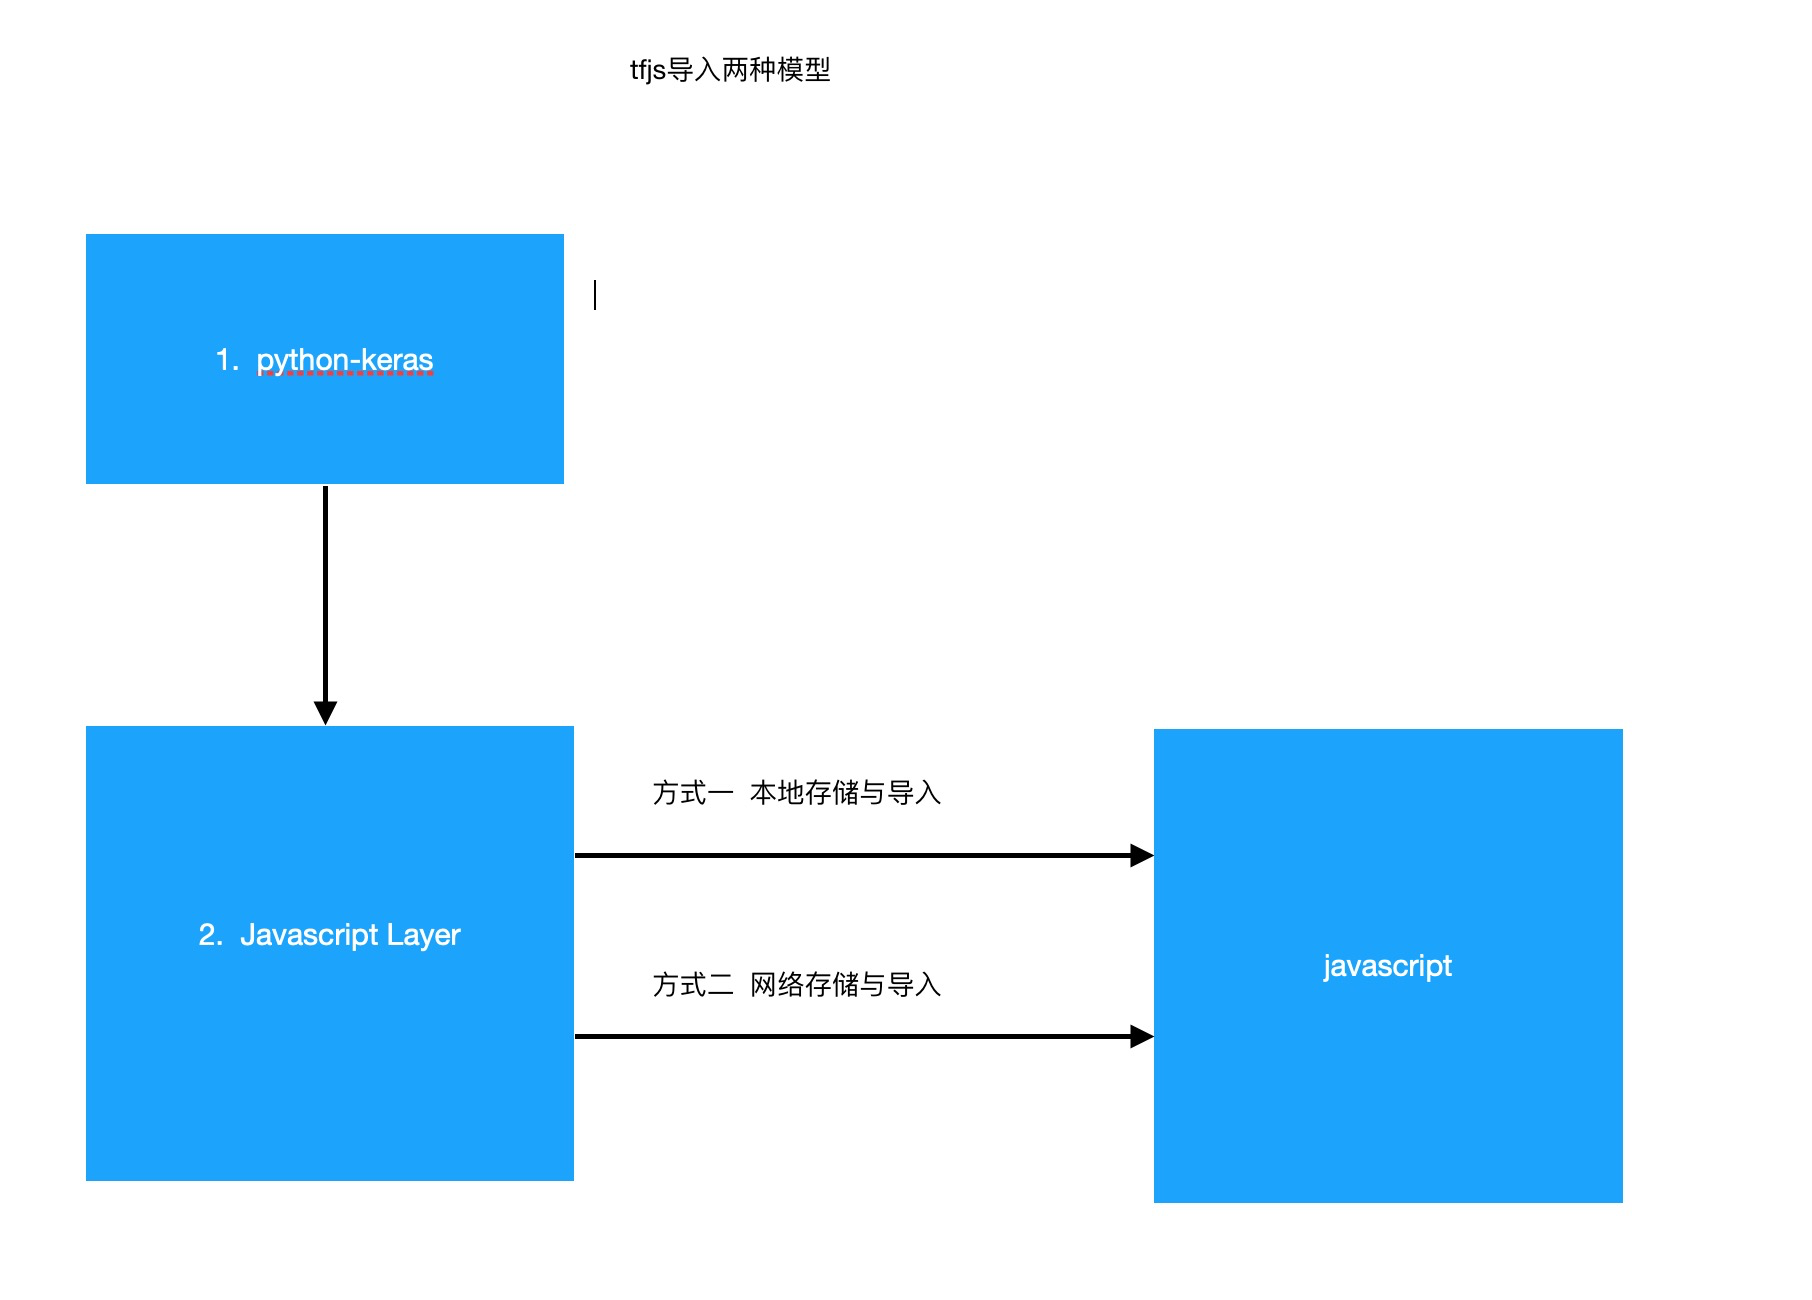 tfjs导入两种模型
1. python-keras
方式一 本地存储与导入
2. Javascript Layer
方式二 网络存储与导入
javascript